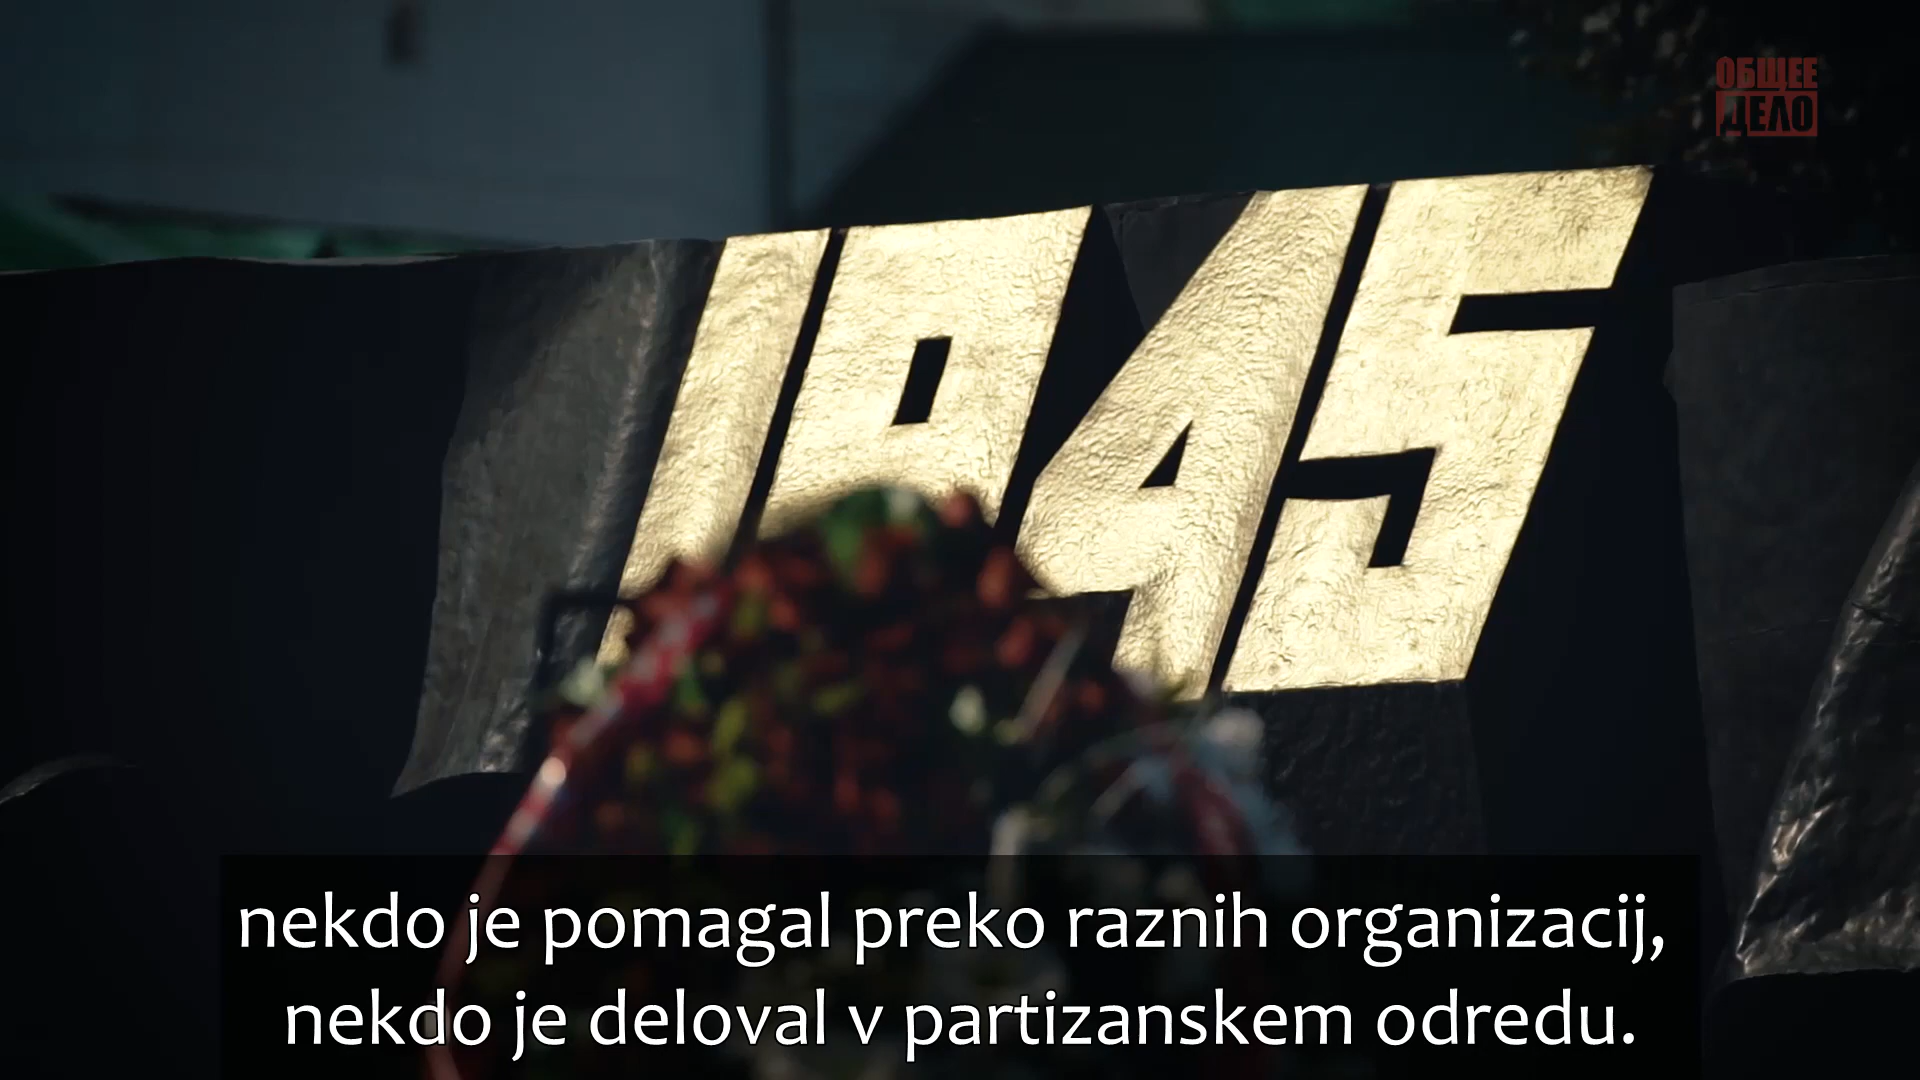 ОБЩЕЕ
ДЕЛО
1945
nekdo je pomagal preko raznih organizacij,
nekdo je deloval v partizanskem odredu.